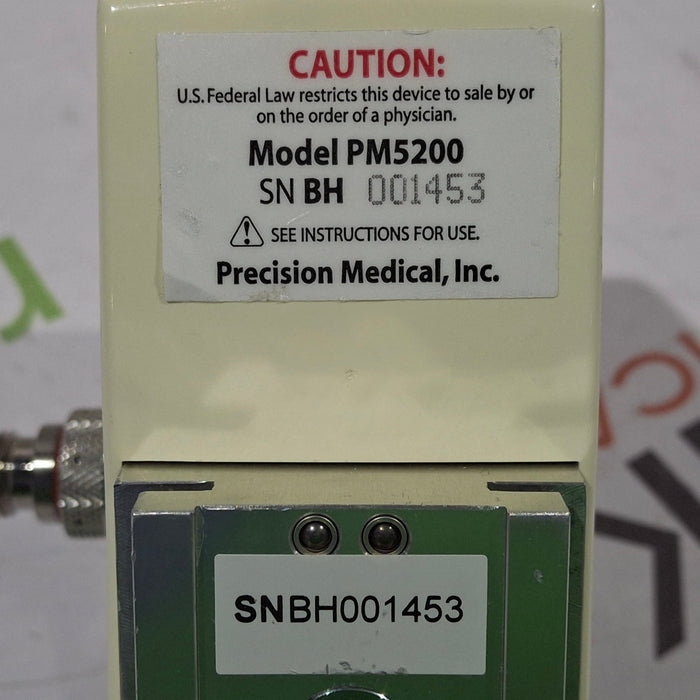 CAUTION:
U.S. Federal Law restricts this device to sale by or
on the order of a physician.
Model PM5200
SN BH 001453
SEE INSTRUCTIONS FOR USE.
Precision Medical, Inc.
SNBH001453